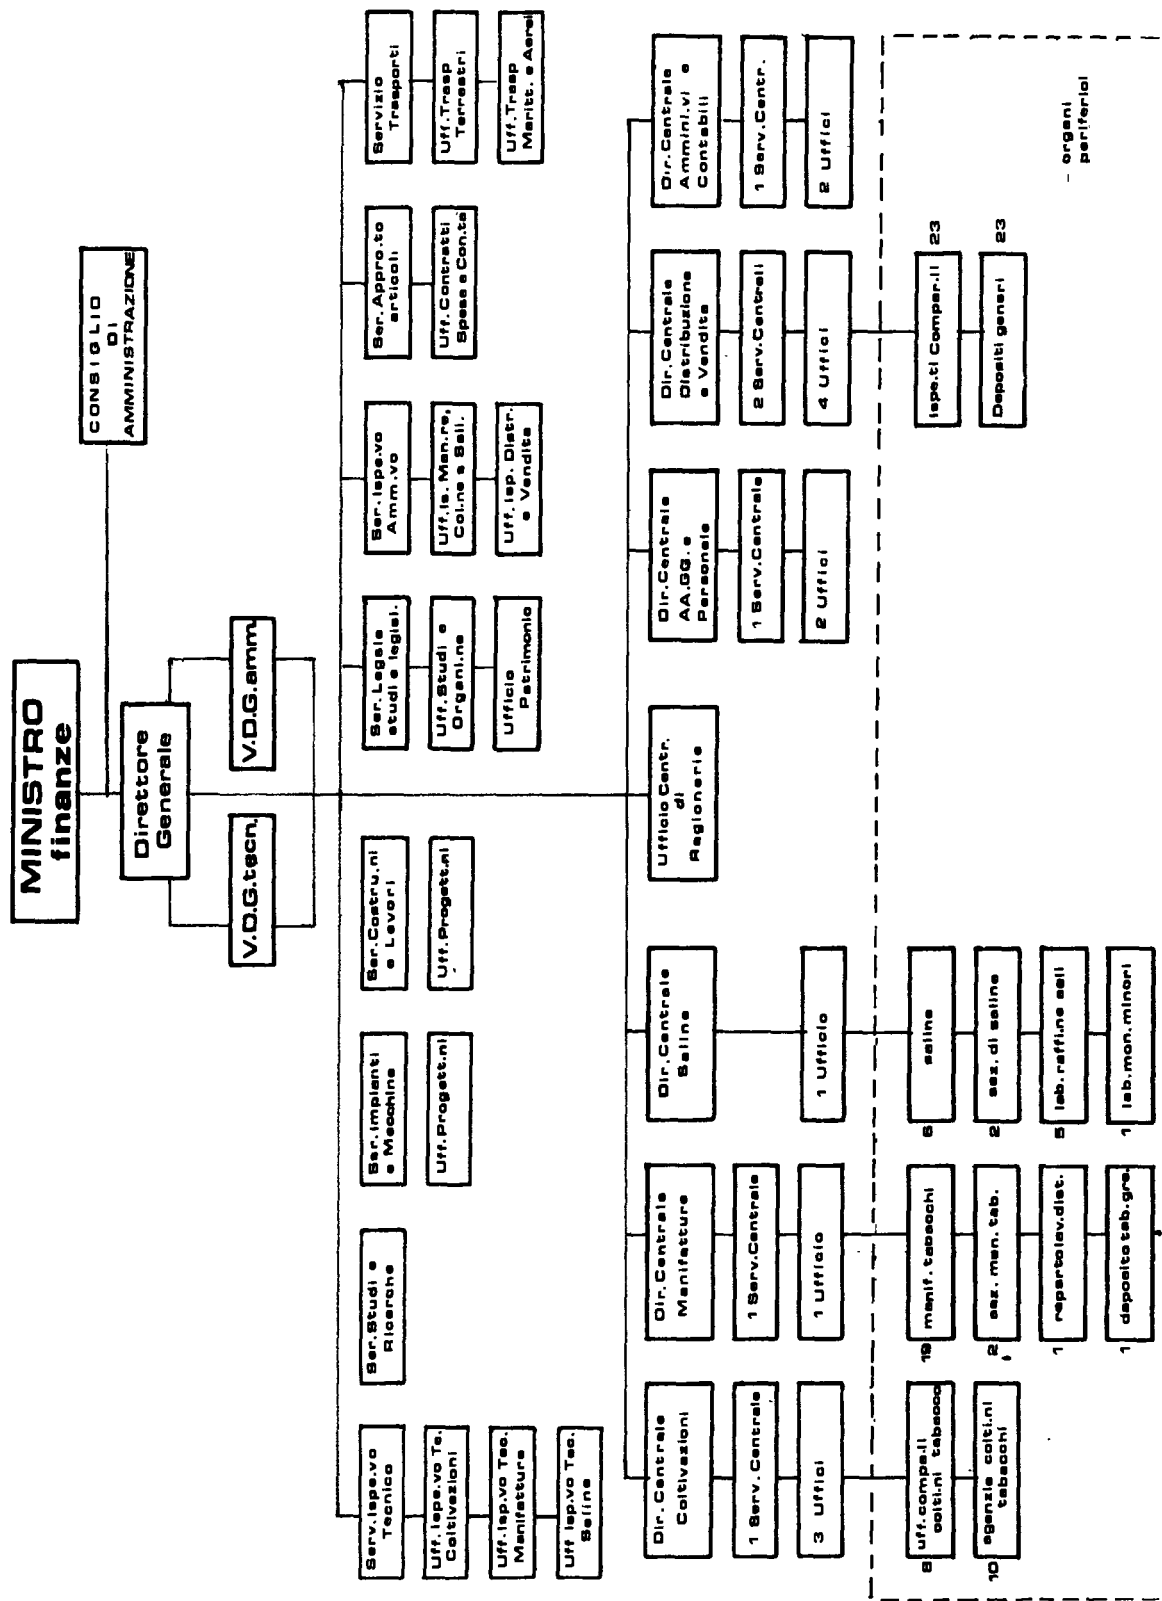 MINISTRO
finanze
CONSIGLIO
DI
AMMINISTRAZIONE
Direttore
Generale
V.D.G.tecn.
V.D.G.amm.
Serv.Ispe.vo
Tecnico
Uff.Ispe.vo Te.
Coltivazioni
Uff.Isp.vo Tec.
Manifatture
Uff Isp.vo Tec.
Saline
Ser.Studi e
Ricerche
Ser.Impianti
e Macchine
Uff.Progett.ni
Ser.Costru.ni
e Lavori
Uff.Progett.ni
Ser.Legale
studi e legisl.
Uff.Studi e
Organi.ne
Ufficio
Patrimonio
Ser.Ispe.vo
Amm.vo
Uff.Is. Man.re,
Col.ne e Sali.
Uff.Isp. Distr.
e Vendita
Ser.Appro.to
articoli
Uff.Contratti
Spese e Con.ta
Servizio
Trasporti
Uff.Trasp
Terrestri
Uff.Trasp
Maritt. e Aerei
Dir.Centrale
Coltivazioni
1 Serv.Centrale
3 Uffici
Dir.Centrale
Manifatture
1 Serv.Centrale
1 Ufficio
Dir.Centrale
Saline
1 Ufficio
Ufficio Centr.
di
Ragioneria
Dir.Centrale
AA.GG. e
Personale
1 Serv.Centrale
2 Uffici
Dir.Centrale
Distribuzione
e Vendita
2 Serv.Centrali
4 Uffici
Dir.Centrale
Ammini.vi e
Contabili
1 Serv.Centr.
2 Uffici
8 uff.compa.li
colti.ni tabacco
10 agenzie colti.ni
tabacchi
19 manif.tabacchi
2 sez. man. tab.
1 reparto lav.dist.
1 deposito tab.gre.
6 saline
2 sez. di saline
5 lab.raffi.ne sali
1 lab.mon.minori
Ispe.ti Compar.li 23
Depositi generi 23
- organi
periferici